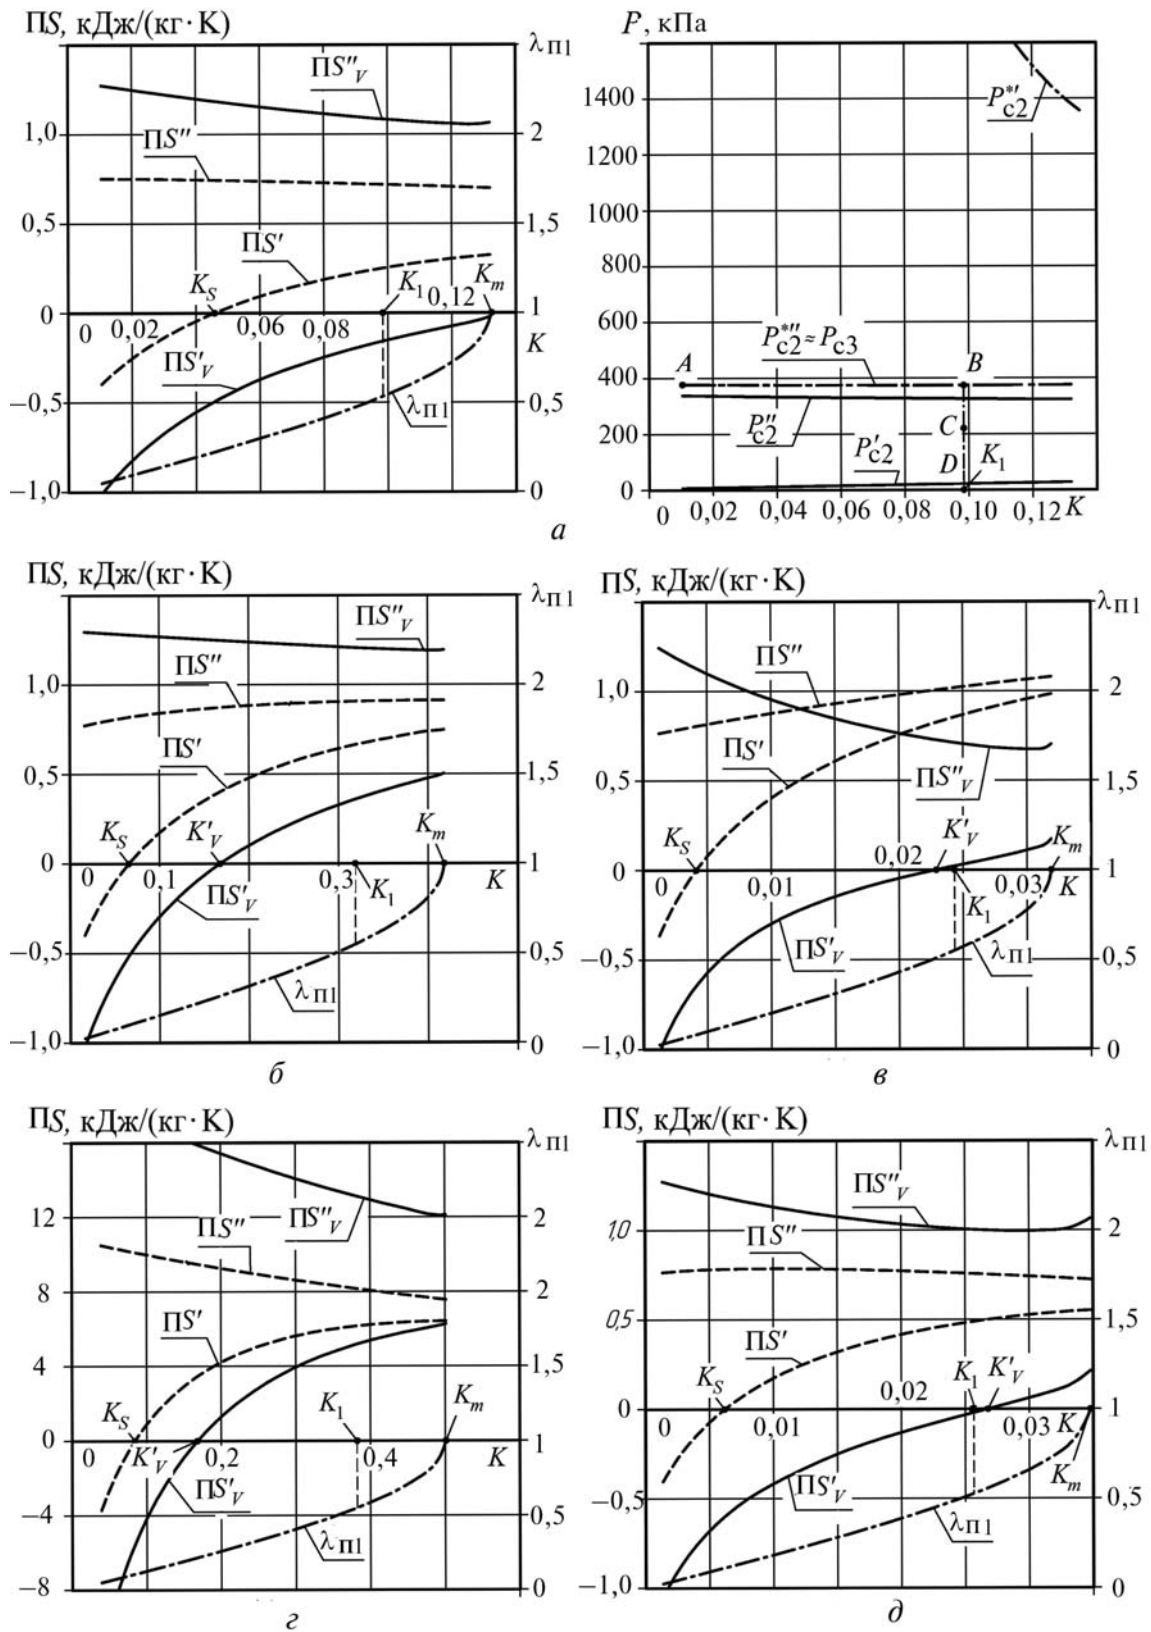 ПS, кДж/(кг·K)
λп1
ПS″V
1,0
2
ПS″
0,5
1,5
ПS′
KS
K1
0,12
Km
0
0
0,02
0,06
0,08
1
K
ПS′V
−0,5
0,5
λп1
−1,0
0
P, кПа
1400
P*′с2
1200
1000
800
600
P*″с2 ≈ Pс3
A
B
400
P″с2
C
200
P′с2
D
K1
0
0
0,02
0,04
0,06
0,08
0,10
0,12
K
а
ПS, кДж/(кг·K)
λп1
ПS″V
ПS″
1,0
2
ПS′
0,5
1,5
KS
K′V
Km
0
0
0,1
0,3
K1
K
1
ПS′V
−0,5
0,5
λп1
−1,0
0
б
ПS, кДж/(кг·K)
λп1
ПS″
1,0
2
ПS′
ПS″V
0,5
1,5
KS
0,02
K′V
Km
0
0
0,01
K1
0,03
K
1
ПS′V
−0,5
λп1
0,5
−1,0
0
в
ПS, кДж/(кг·K)
λп1
12
ПS″
ПS″V
2
8
2
ПS′
4
1,5
KS
K1
Km
0
0
K′V
0,2
0,4
K
1
ПS′V
−4
0,5
λп1
−8
0
г
ПS, кДж/(кг·K)
λп1
ПS″V
1,0
ПS″
2
0,5
1,5
ПS′
KS
0,02
K1
K′V
0
0
0,01
0,03
K
1
Km
ПS′V
−0,5
0,5
λп1
−1,0
0
д